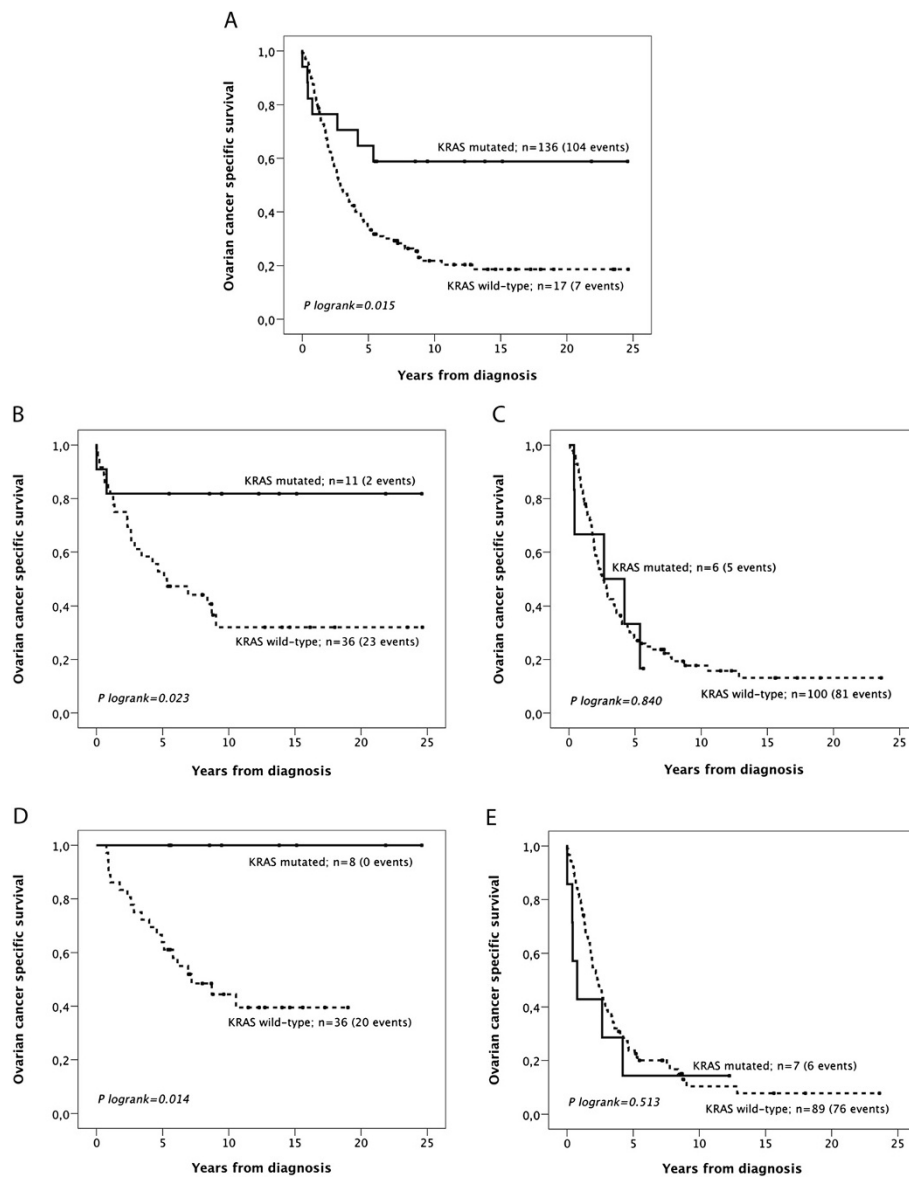 A
Ovarian cancer specific survival
1,0
0,8
0,6
0,4
0,2
0,0
KRAS mutated; n=136 (104 events)
KRAS wild-type; n=17 (7 events)
P logrank=0.015
0 5 10 15 20 25
Years from diagnosis
B
Ovarian cancer specific survival
1,0
0,8
0,6
0,4
0,2
0,0
KRAS mutated; n=11 (2 events)
KRAS wild-type; n=36 (23 events)
P logrank=0.023
0 5 10 15 20 25
Years from diagnosis
C
Ovarian cancer specific survival
1,0
0,8
0,6
0,4
0,2
0,0
KRAS mutated; n=6 (5 events)
KRAS wild-type; n=100 (81 events)
P logrank=0.840
0 5 10 15 20 25
Years from diagnosis
D
Ovarian cancer specific survival
1,0
0,8
0,6
0,4
0,2
0,0
KRAS mutated; n=8 (0 events)
KRAS wild-type; n=36 (20 events)
P logrank=0.014
0 5 10 15 20 25
Years from diagnosis
E
Ovarian cancer specific survival
1,0
0,8
0,6
0,4
0,2
0,0
KRAS mutated; n=7 (6 events)
KRAS wild-type; n=89 (76 events)
P logrank=0.513
0 5 10 15 20 25
Years from diagnosis